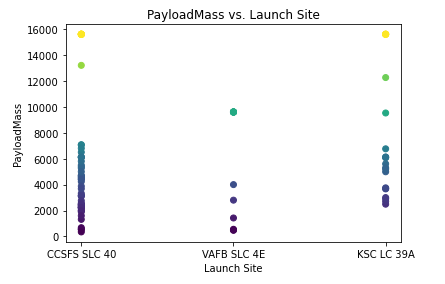 PayloadMass vs. Launch Site
16000
14000
12000
10000
8000
6000
4000
2000
0
PayloadMass
CCSFS SLC 40 VAFB SLC 4E KSC LC 39A
Launch Site